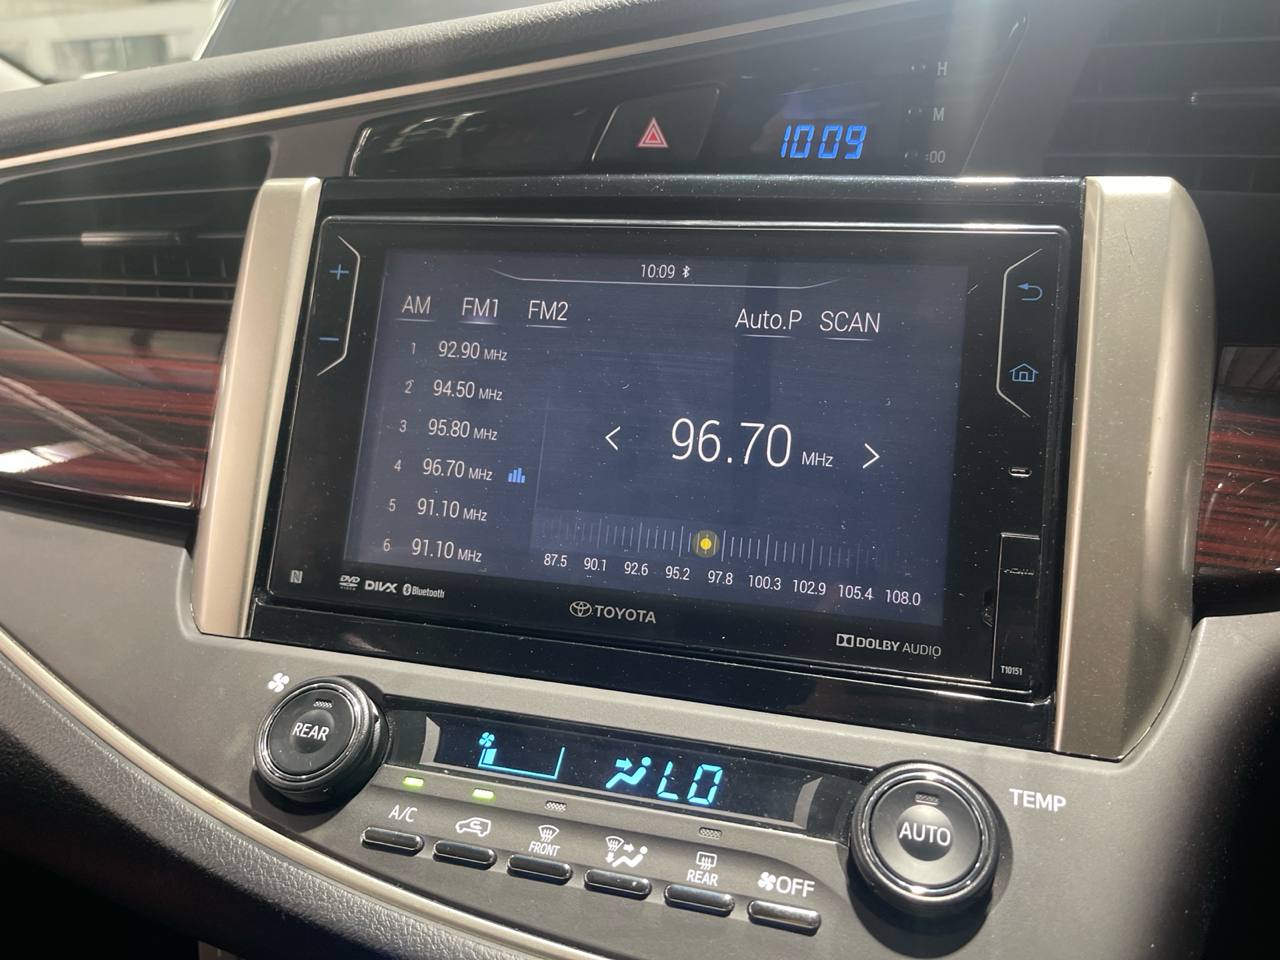 H
M
:00
10 09
10:09
AM FM1 FM2 Auto.P SCAN
1 92.90 MHz
2 94.50 MHz
3 95.80 MHz
4 96.70 MHz
5 91.10 MHz
6 91.10 MHz
< 96.70 MHz >
87.5 90.1 92.6 95.2 97.8 100.3 102.9 105.4 108.0
DVD DIVX Bluetooth
TOYOTA
DOLBY AUDIO
T10151
REAR
LO
AUTO
TEMP
A/C
FRONT
REAR
OFF